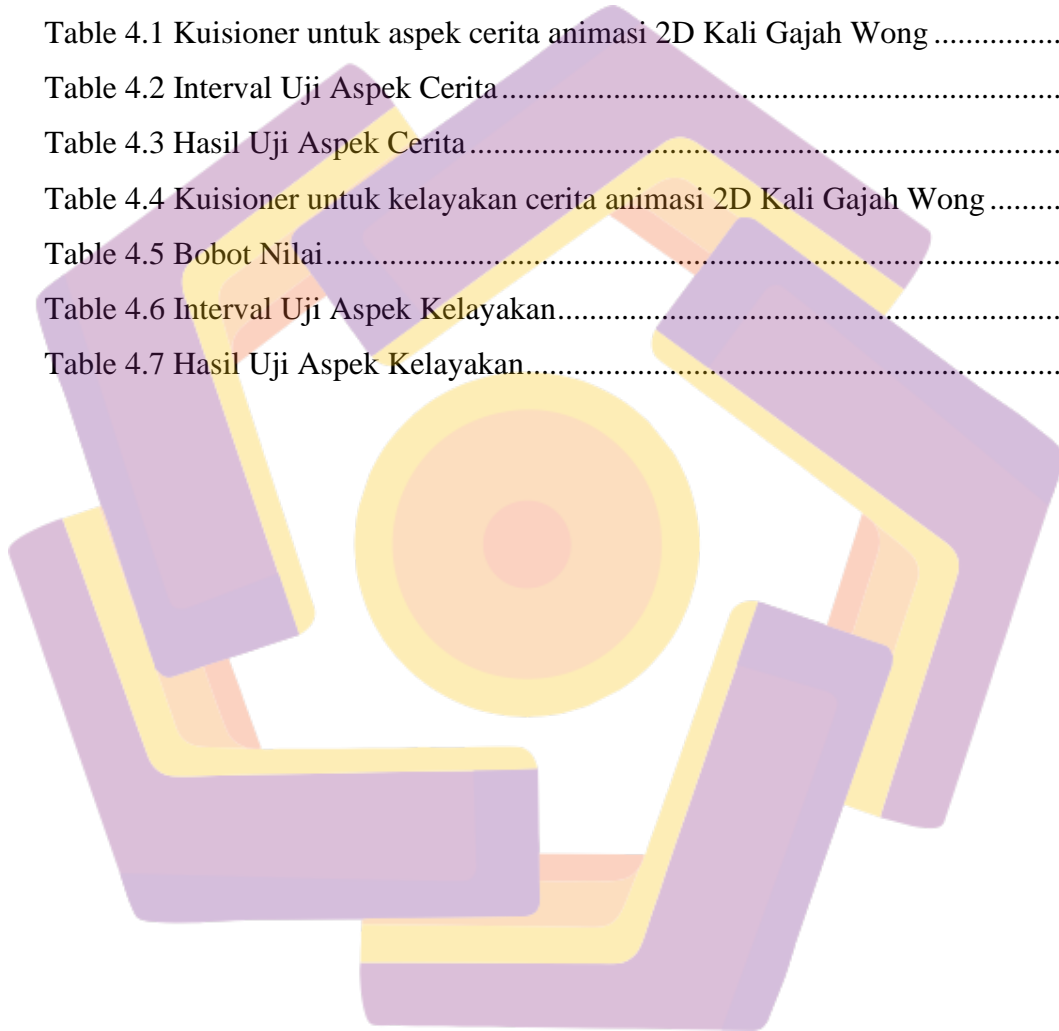 Table 4.1 Kuisioner untuk aspek cerita animasi 2D Kali Gajah Wong ...............
Table 4.2 Interval Uji Aspek Cerita.....................................................................
Table 4.3 Hasil Uji Aspek Cerita.........................................................................
Table 4.4 Kuisioner untuk kelayakan cerita animasi 2D Kali Gajah Wong .........
Table 4.5 Bobot Nilai...........................................................................................
Table 4.6 Interval Uji Aspek Kelayakan..............................................................
Table 4.7 Hasil Uji Aspek Kelayakan..................................................................